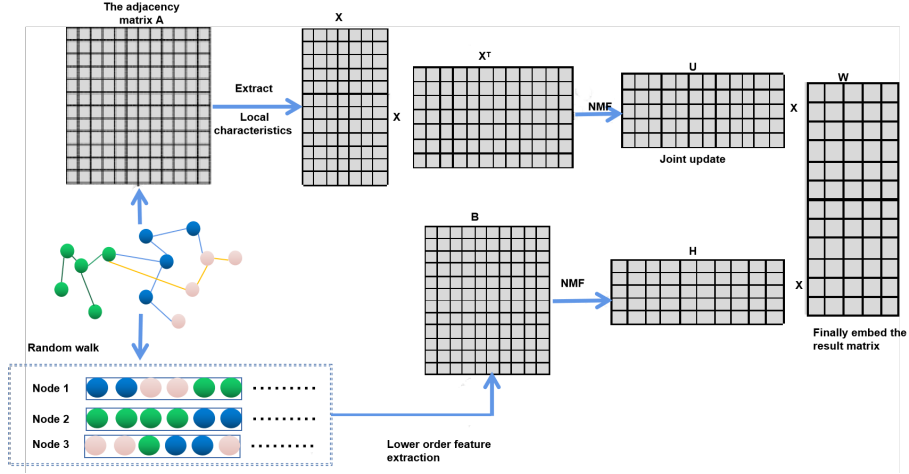 The adjacency
matrix A
X
Extract
Local
characteristics
X
X^T
NMF
U
Joint update
X
W
B
NMF
H
X
Finally embed the
result matrix
Random walk
Node 1
Node 2
Node 3
Lower order feature
extraction